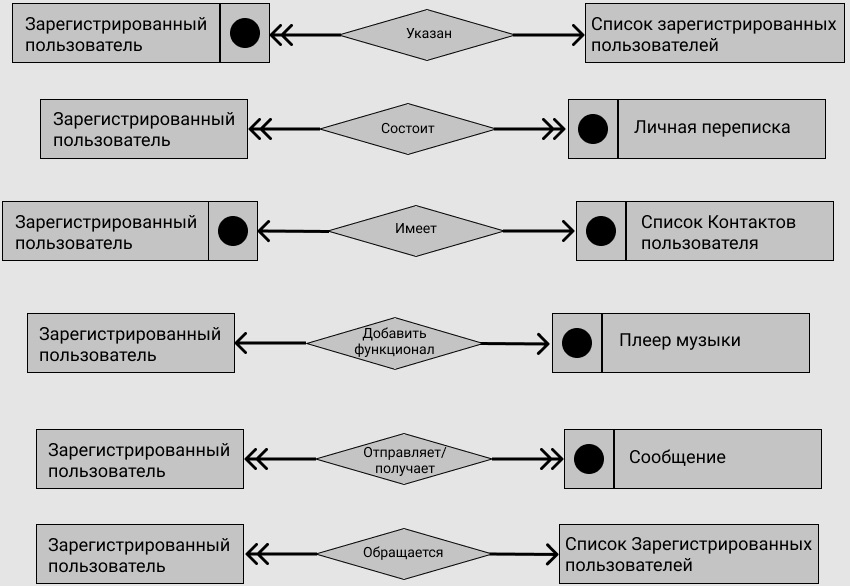 Зарегистрированный
пользователь
Указан
Список зарегистрированных
пользователей
Зарегистрированный
пользователь
Состоит
Личная переписка
Зарегистрированный
пользователь
Имеет
Список Контактов
пользователя
Зарегистрированный
пользователь
Добавить
функционал
Плеер музыки
Зарегистрированный
пользователь
Отправляет/
получает
Сообщение
Зарегистрированный
пользователь
Обращается
Список Зарегистрированных
пользователей